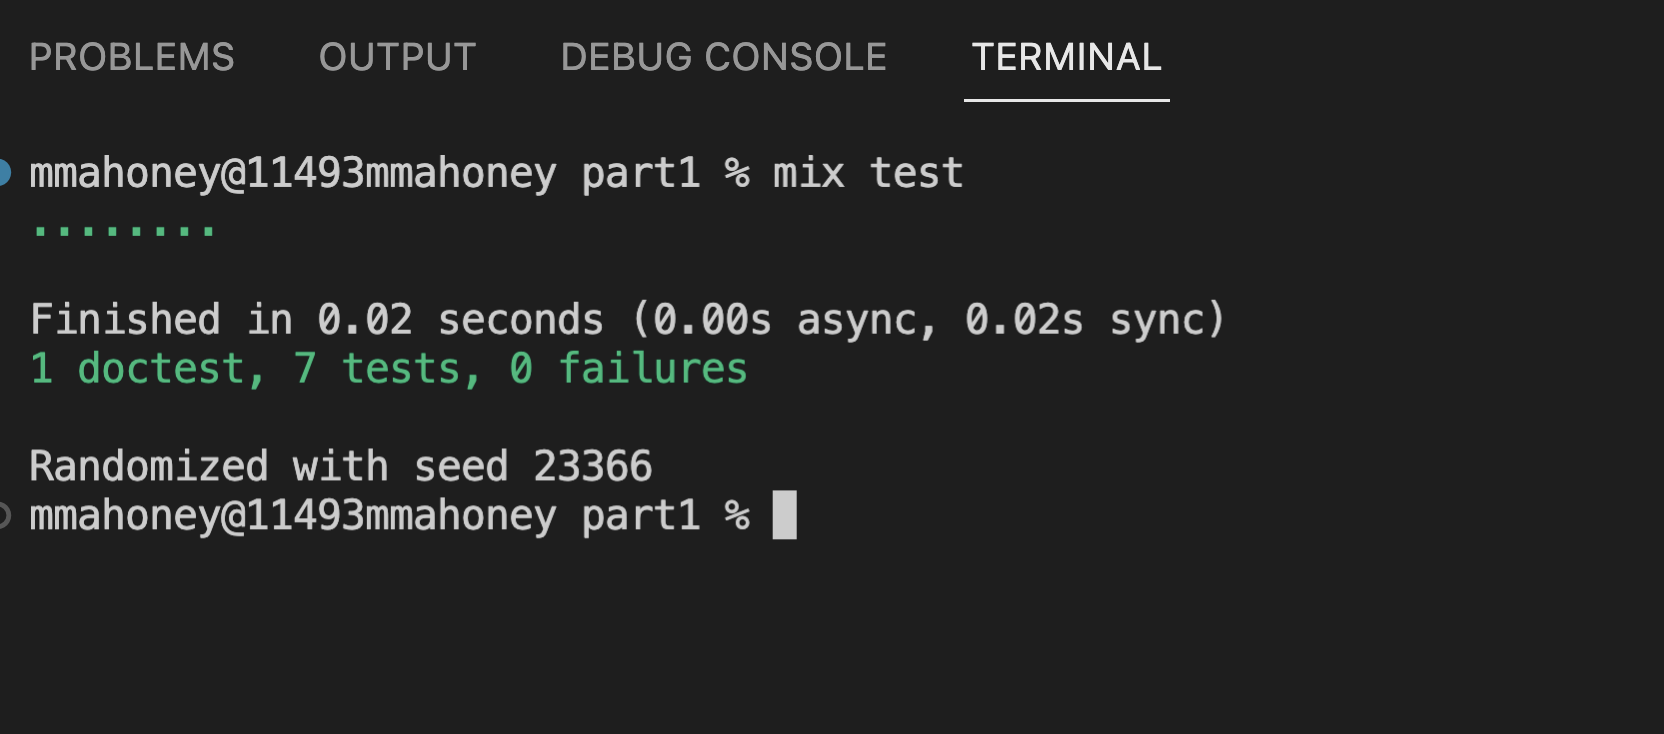 PROBLEMS OUTPUT DEBUG CONSOLE TERMINAL
mmahoney@11493mmahoney part1 % mix test
........
Finished in 0.02 seconds (0.00s async, 0.02s sync)
1 doctest, 7 tests, 0 failures
Randomized with seed 23366
mmahoney@11493mmahoney part1 %